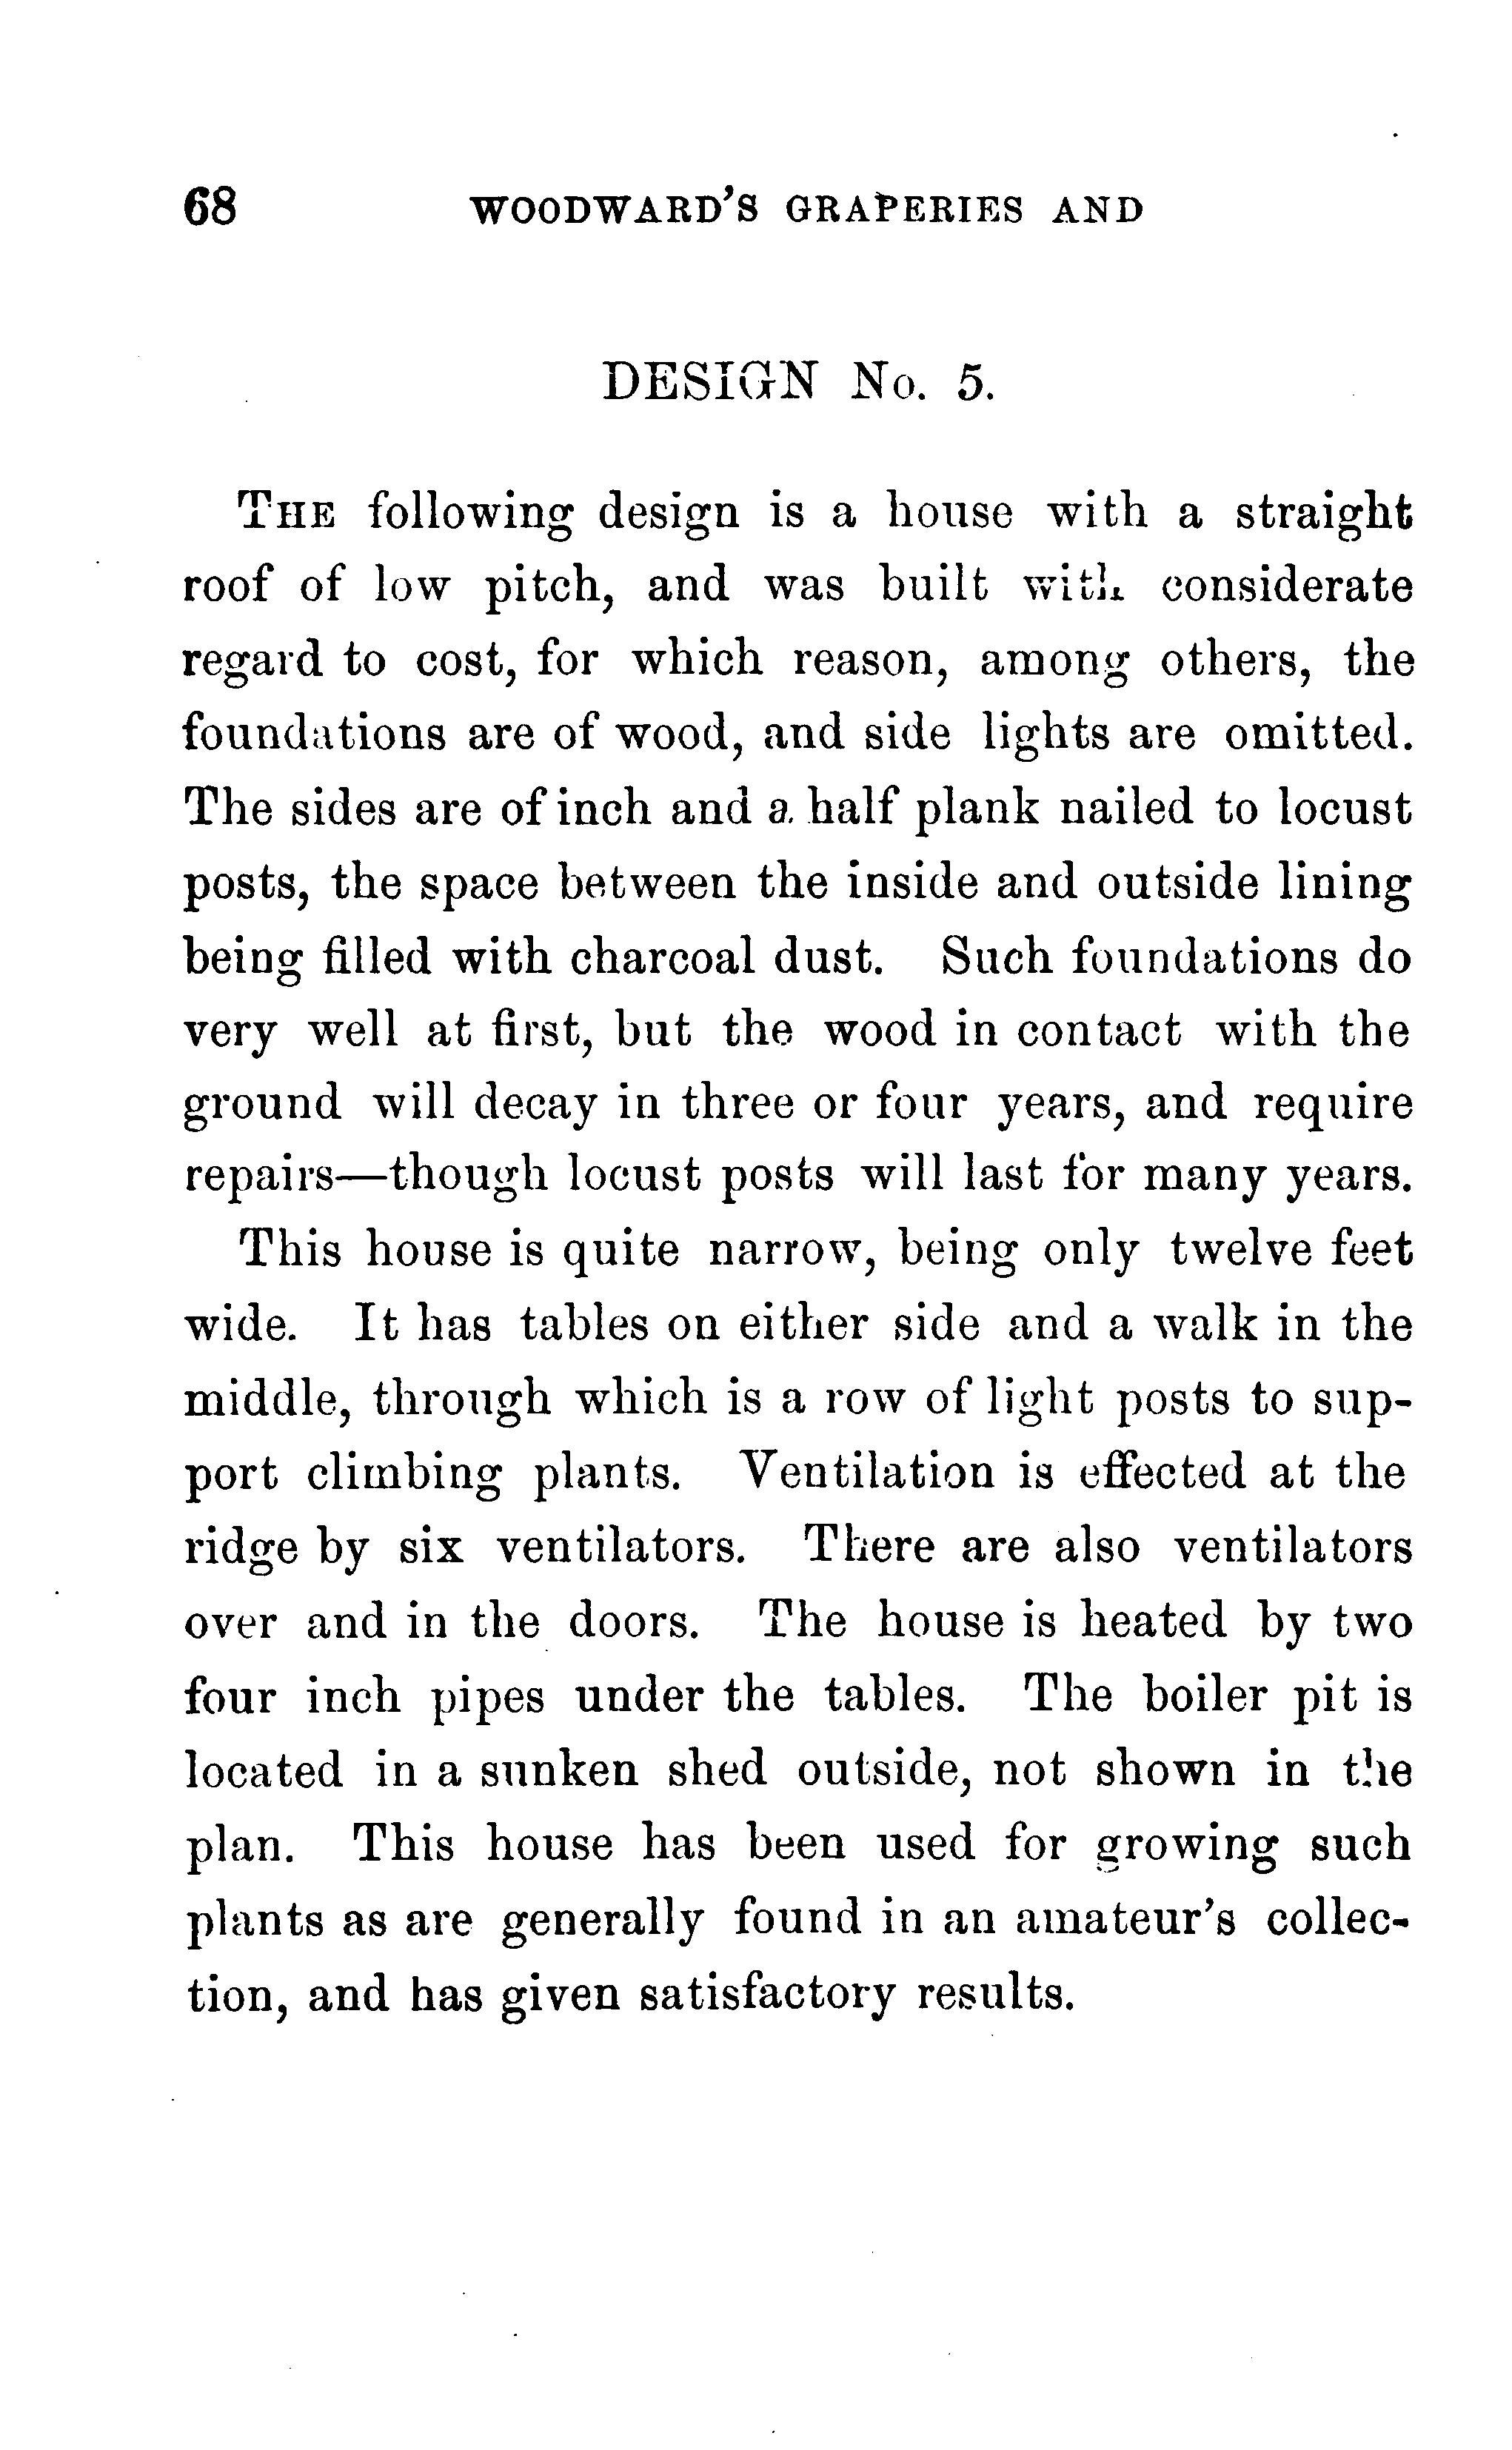 68 WOODWARD'S GRAPERIES AND
DESIGN No. 5.
THE following design is a house with a straight
roof of low pitch, and was built with considerate
regard to cost, for which reason, among others, the
foundations are of wood, and side lights are omitted.
The sides are of inch and a half plank nailed to locust
posts, the space between the inside and outside lining
being filled with charcoal dust. Such foundations do
very well at first, but the wood in contact with the
ground will decay in three or four years, and require
repairs—though locust posts will last for many years.
This house is quite narrow, being only twelve feet
wide. It has tables on either side and a walk in the
middle, through which is a row of light posts to sup-
port climbing plants. Ventilation is effected at the
ridge by six ventilators. There are also ventilators
over and in the doors. The house is heated by two
four inch pipes under the tables. The boiler pit is
located in a sunken shed outside, not shown in the
plan. This house has been used for growing such
plants as are generally found in an amateur's collec-
tion, and has given satisfactory results.